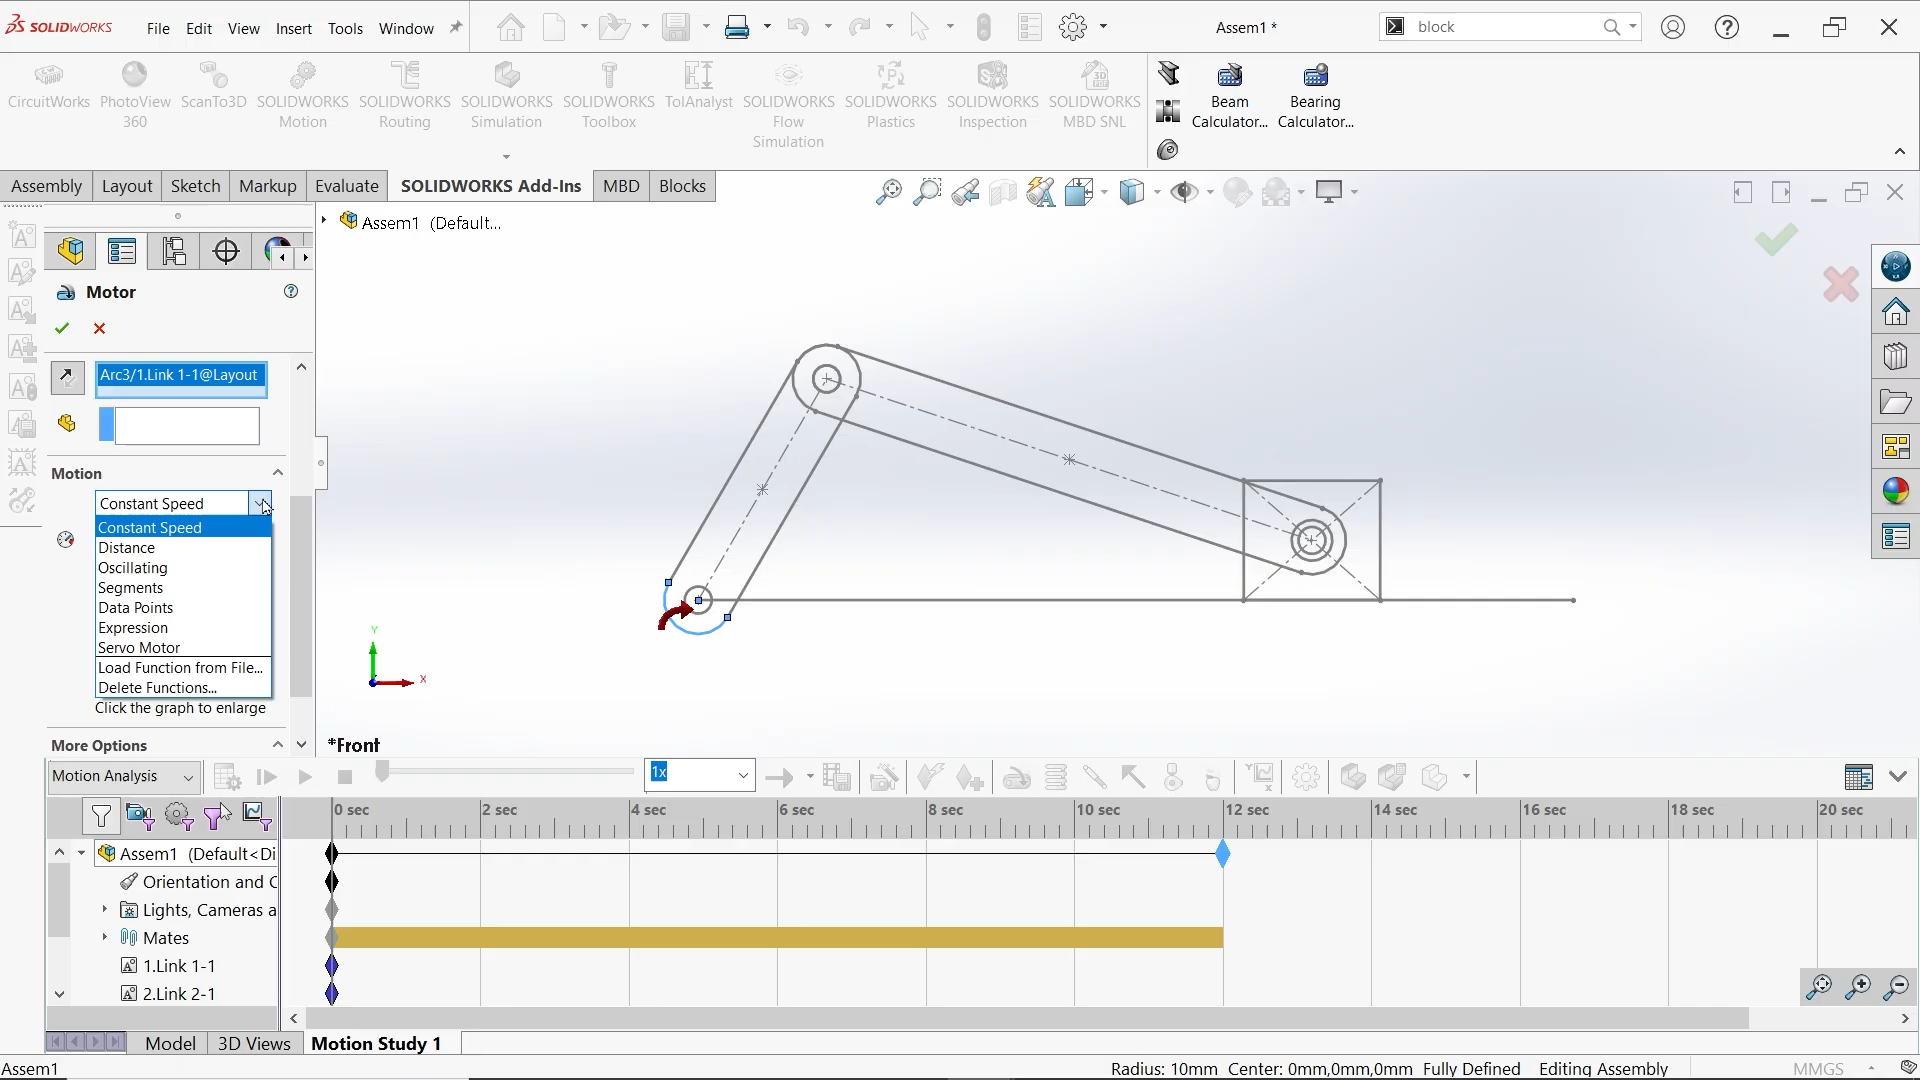 SOLIDWORKS
File Edit View Insert Tools Window
Assem1 *
block
CircuitWorks
PhotoView 360
ScanTo3D
SOLIDWORKS Motion
SOLIDWORKS Routing
SOLIDWORKS Simulation
SOLIDWORKS Toolbox
TolAnalyst
SOLIDWORKS Flow Simulation
SOLIDWORKS Plastics
SOLIDWORKS Inspection
SOLIDWORKS MBD SNL
Beam Calculator...
Bearing Calculator...
Assembly Layout Sketch Markup Evaluate SOLIDWORKS Add-Ins MBD Blocks
Assem1 (Default...
Motor
Arc3/1.Link 1-1@Layout
Motion
Constant Speed
Constant Speed
Distance
Oscillating
Segments
Data Points
Expression
Servo Motor
Load Function from File...
Delete Functions...
Click the graph to enlarge
More Options
Y
X
*Front
Motion Analysis
1x
0 sec 2 sec 4 sec 6 sec 8 sec 10 sec 12 sec 14 sec 16 sec 18 sec 20 sec
Assem1 (Default<Di
Orientation and C
Lights, Cameras a
Mates
1.Link 1-1
2.Link 2-1
Model 3D Views Motion Study 1
Assem1
Radius: 10mm Center: 0mm,0mm,0mm Fully Defined Editing Assembly MMGS